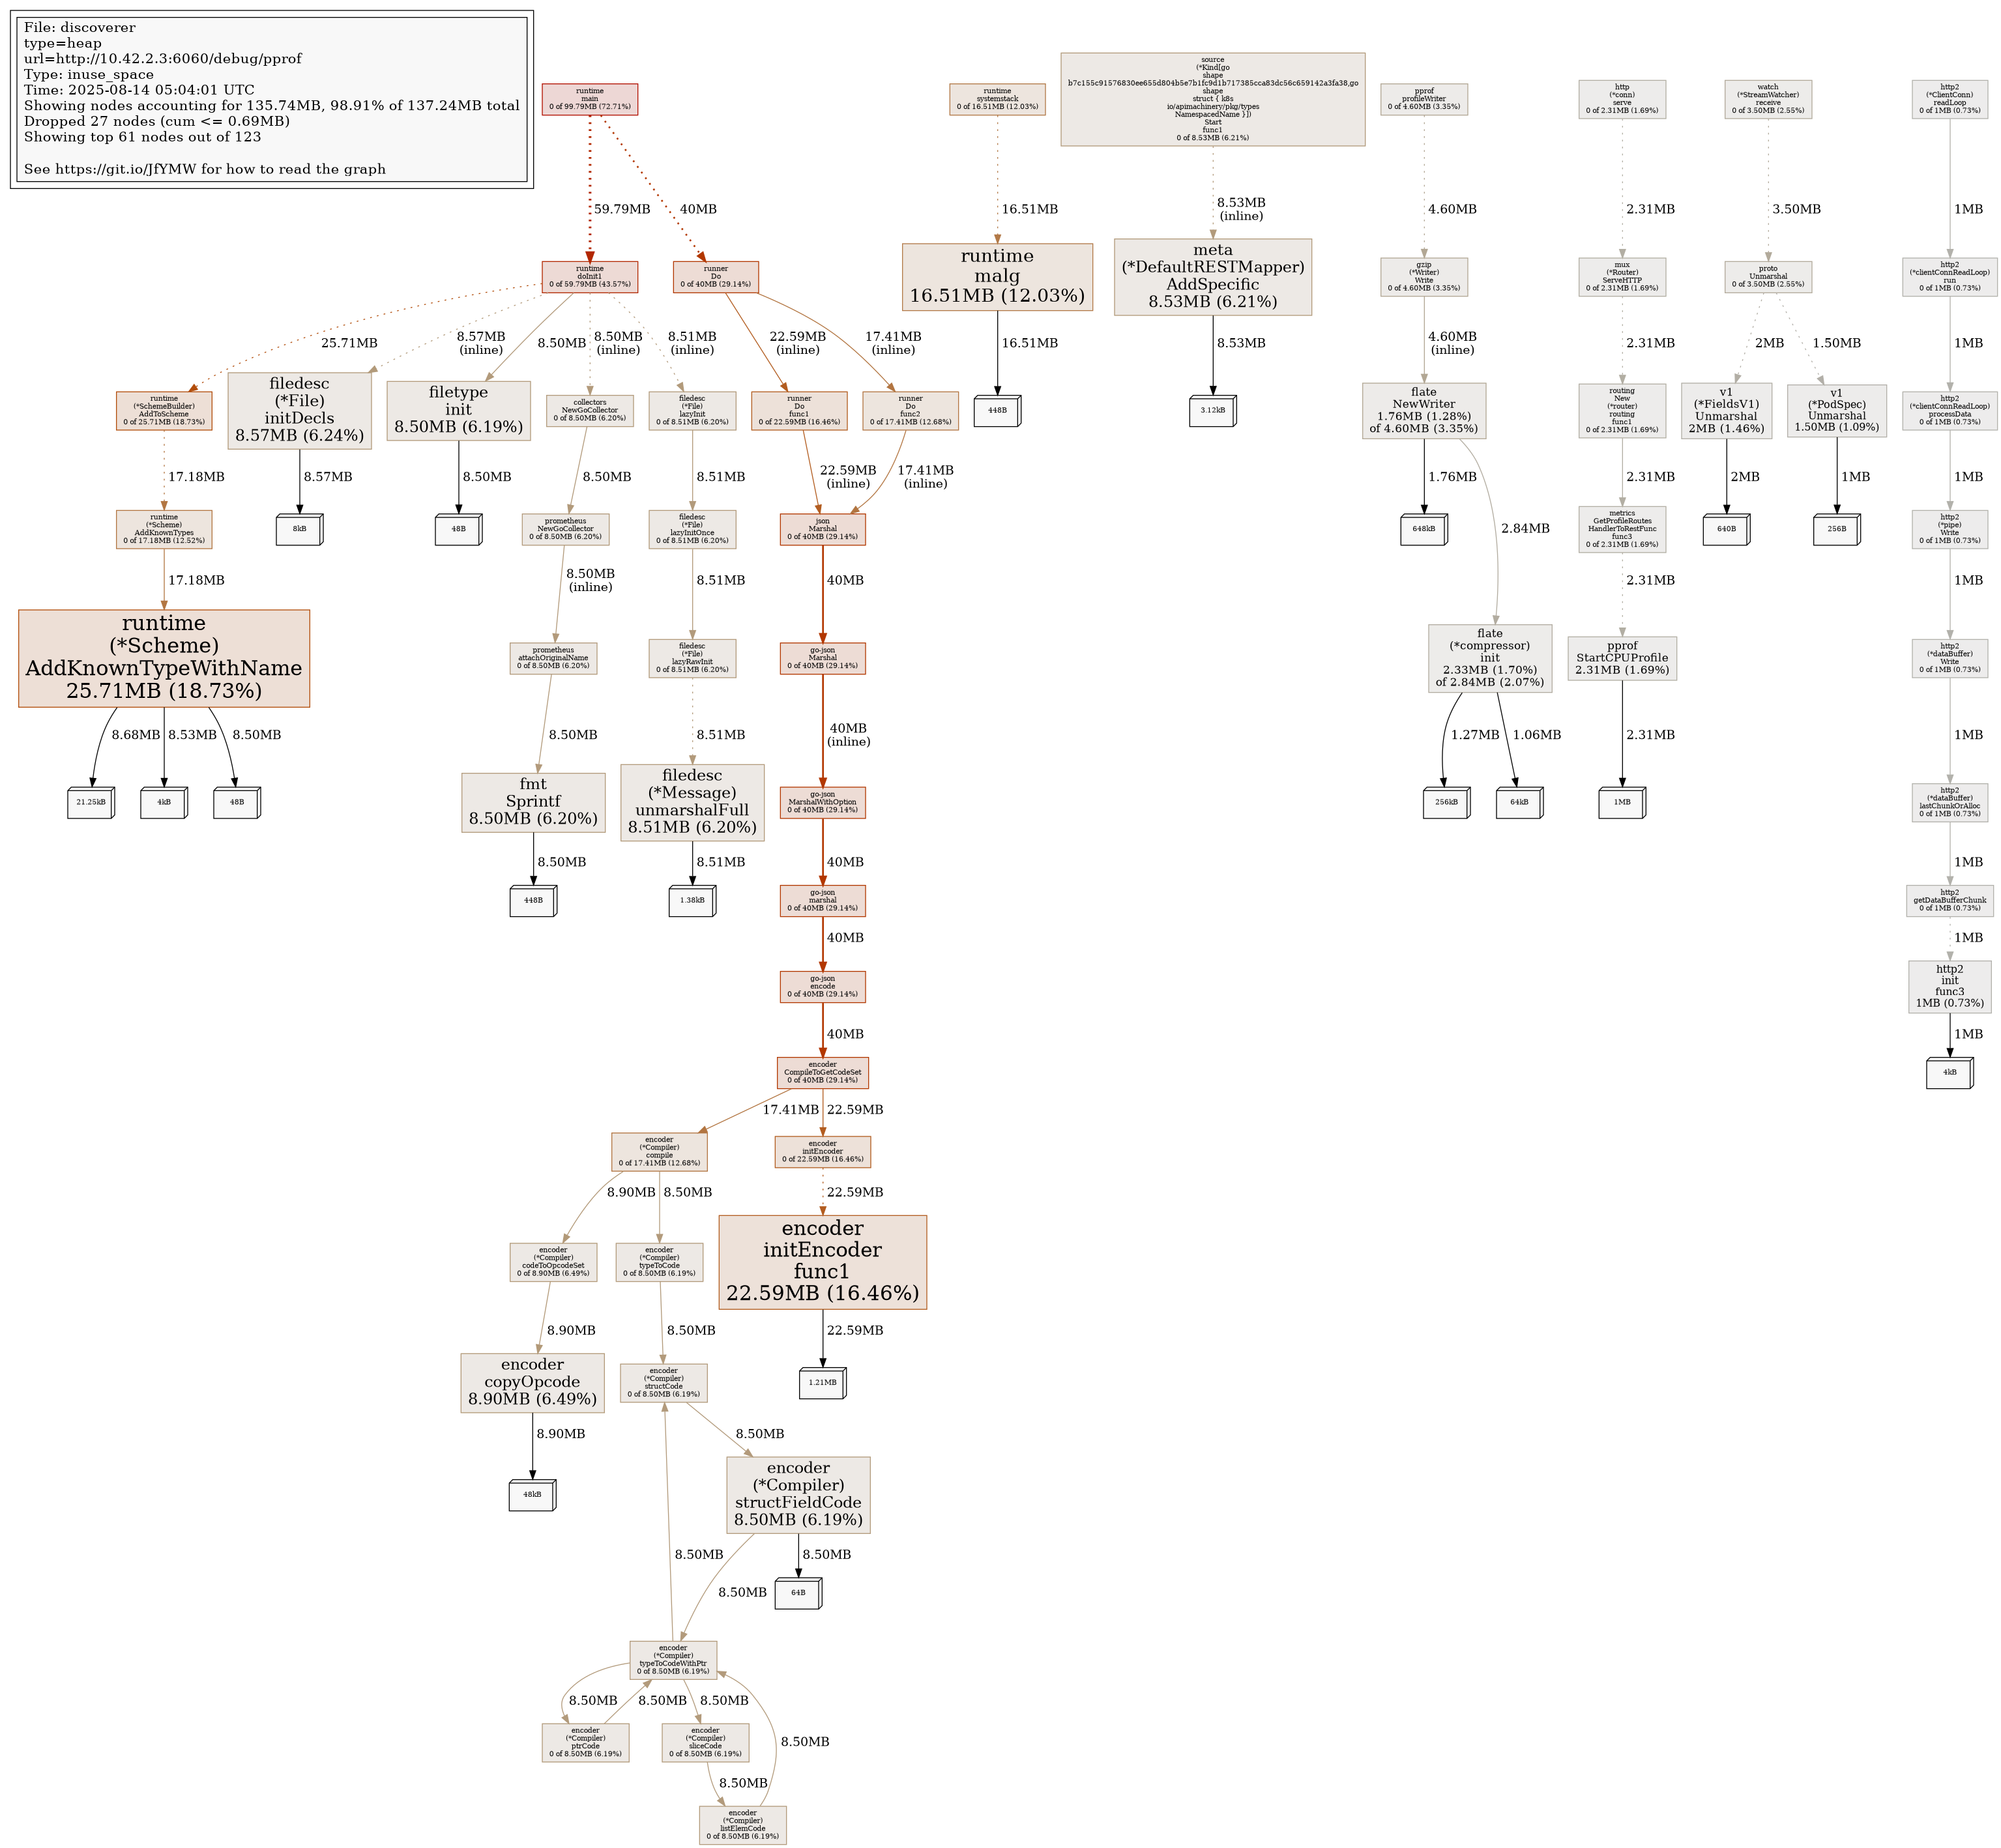 File: discoverer
type=heap
url=http://10.42.2.3:6060/debug/pprof
Type: inuse_space
Time: 2025-08-14 05:04:01 UTC
Showing nodes accounting for 135.74MB, 98.91% of 137.24MB total
Dropped 27 nodes (cum <= 0.69MB)
Showing top 61 nodes out of 123
See https://git.io/JfYMW for how to read the graph
runtime
main
0 of 99.79MB (72.71%)
runtime
systemstack
0 of 16.51MB (12.03%)
source
(*Kind[go
shape
b7c155c91576830ee655d804b5e7b1fc9d1b717385cca83dc56c659142a3fa38,go
shape
struct { k8s
io/apimachinery/pkg/types
NamespacedName }])
Start
func1
0 of 8.53MB (6.21%)
pprof
profileWriter
0 of 4.60MB (3.35%)
http
(*conn)
serve
0 of 2.31MB (1.69%)
watch
(*StreamWatcher)
receive
0 of 3.50MB (2.55%)
http2
(*ClientConn)
readLoop
0 of 1MB (0.73%)
59.79MB
40MB
16.51MB
8.53MB
(inline)
4.60MB
2.31MB
3.50MB
1MB
runtime
doInit1
0 of 59.79MB (43.57%)
runner
Do
0 of 40MB (29.14%)
runtime
malg
16.51MB (12.03%)
meta
(*DefaultRESTMapper)
AddSpecific
8.53MB (6.21%)
gzip
(*Writer)
Write
0 of 4.60MB (3.35%)
mux
(*Router)
ServeHTTP
0 of 2.31MB (1.69%)
proto
Unmarshal
0 of 3.50MB (2.55%)
http2
(*clientConnReadLoop)
run
0 of 1MB (0.73%)
25.71MB
8.57MB
(inline)
8.50MB
8.50MB
(inline)
8.51MB
(inline)
22.59MB
(inline)
17.41MB
(inline)
16.51MB
8.53MB
4.60MB
(inline)
2.31MB
2MB
1.50MB
1MB
runtime
(*SchemeBuilder)
AddToScheme
0 of 25.71MB (18.73%)
filedesc
(*File)
initDecls
8.57MB (6.24%)
filetype
init
8.50MB (6.19%)
collectors
NewGoCollector
0 of 8.50MB (6.20%)
filedesc
(*File)
lazyInit
0 of 8.51MB (6.20%)
runner
Do
func1
0 of 22.59MB (16.46%)
runner
Do
func2
0 of 17.41MB (12.68%)
448B
3.12kB
flate
NewWriter
1.76MB (1.28%)
of 4.60MB (3.35%)
routing
New
(*router)
routing
func1
0 of 2.31MB (1.69%)
v1
(*FieldsV1)
Unmarshal
2MB (1.46%)
v1
(*PodSpec)
Unmarshal
1.50MB (1.09%)
http2
(*clientConnReadLoop)
processData
0 of 1MB (0.73%)
17.18MB
8.57MB
8.50MB
8.50MB
8.51MB
22.59MB
(inline)
17.41MB
(inline)
1.76MB
2.84MB
2.31MB
2MB
1MB
1MB
runtime
(*Scheme)
AddKnownTypes
0 of 17.18MB (12.52%)
8kB
48B
prometheus
NewGoCollector
0 of 8.50MB (6.20%)
filedesc
(*File)
lazyInitOnce
0 of 8.51MB (6.20%)
json
Marshal
0 of 40MB (29.14%)
648kB
metrics
GetProfileRoutes
HandlerToRestFunc
func3
0 of 2.31MB (1.69%)
640B
256B
http2
(*pipe)
Write
0 of 1MB (0.73%)
17.18MB
8.50MB
(inline)
8.51MB
40MB
2.31MB
1MB
runtime
(*Scheme)
AddKnownTypeWithName
25.71MB (18.73%)
prometheus
attachOriginalName
0 of 8.50MB (6.20%)
filedesc
(*File)
lazyRawInit
0 of 8.51MB (6.20%)
go-json
Marshal
0 of 40MB (29.14%)
flate
(*compressor)
init
2.33MB (1.70%)
of 2.84MB (2.07%)
pprof
StartCPUProfile
2.31MB (1.69%)
http2
(*dataBuffer)
Write
0 of 1MB (0.73%)
8.68MB
8.53MB
8.50MB
8.50MB
8.51MB
40MB
(inline)
1.27MB
1.06MB
2.31MB
1MB
21.25kB
4kB
48B
fmt
Sprintf
8.50MB (6.20%)
filedesc
(*Message)
unmarshalFull
8.51MB (6.20%)
go-json
MarshalWithOption
0 of 40MB (29.14%)
256kB
64kB
1MB
http2
(*dataBuffer)
lastChunkOrAlloc
0 of 1MB (0.73%)
8.50MB
8.51MB
40MB
1MB
448B
1.38kB
go-json
marshal
0 of 40MB (29.14%)
http2
getDataBufferChunk
0 of 1MB (0.73%)
40MB
1MB
go-json
encode
0 of 40MB (29.14%)
http2
init
func3
1MB (0.73%)
40MB
1MB
encoder
CompileToGetCodeSet
0 of 40MB (29.14%)
4kB
17.41MB
22.59MB
encoder
(*Compiler)
compile
0 of 17.41MB (12.68%)
encoder
initEncoder
0 of 22.59MB (16.46%)
8.90MB
8.50MB
22.59MB
encoder
(*Compiler)
codeToOpcodeSet
0 of 8.90MB (6.49%)
encoder
(*Compiler)
typeToCode
0 of 8.50MB (6.19%)
encoder
initEncoder
func1
22.59MB (16.46%)
8.90MB
8.50MB
22.59MB
encoder
copyOpcode
8.90MB (6.49%)
encoder
(*Compiler)
structCode
0 of 8.50MB (6.19%)
1.21MB
8.90MB
8.50MB
48kB
encoder
(*Compiler)
structFieldCode
8.50MB (6.19%)
8.50MB
8.50MB
8.50MB
64B
encoder
(*Compiler)
typeToCodeWithPtr
0 of 8.50MB (6.19%)
8.50MB
8.50MB
8.50MB
8.50MB
encoder
(*Compiler)
ptrCode
0 of 8.50MB (6.19%)
encoder
(*Compiler)
sliceCode
0 of 8.50MB (6.19%)
8.50MB
encoder
(*Compiler)
listElemCode
0 of 8.50MB (6.19%)